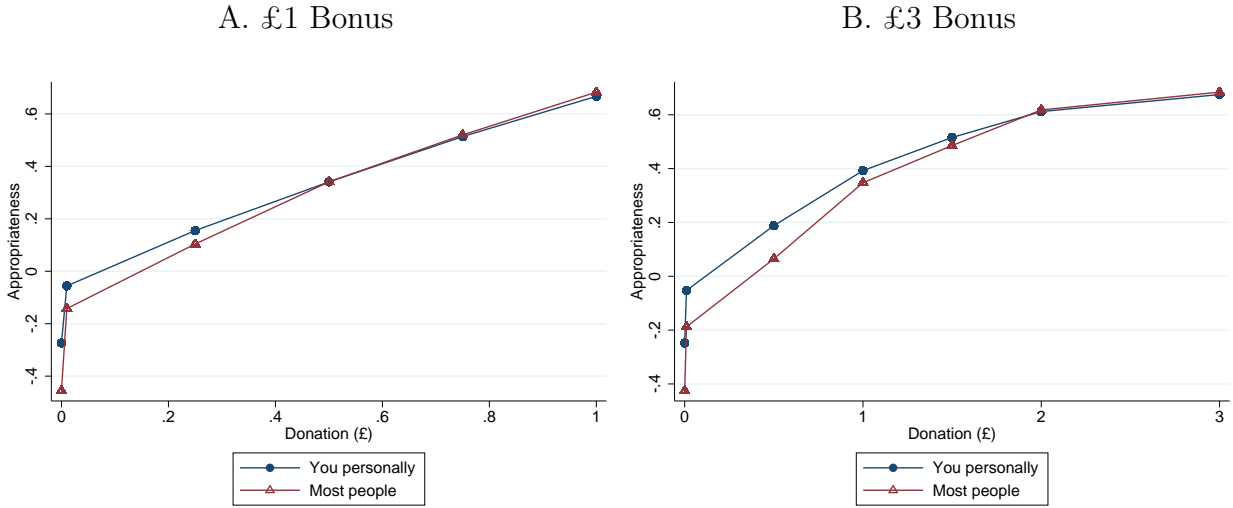 A. £1 Bonus
Appropriateness
.6
.4
.2
0
-.2
-.4
0 .2 .4 .6 .8 1
Donation (£)
You personally
Most people
B. £3 Bonus
Appropriateness
.6
.4
.2
0
-.2
-.4
0 1 2 3
Donation (£)
You personally
Most people